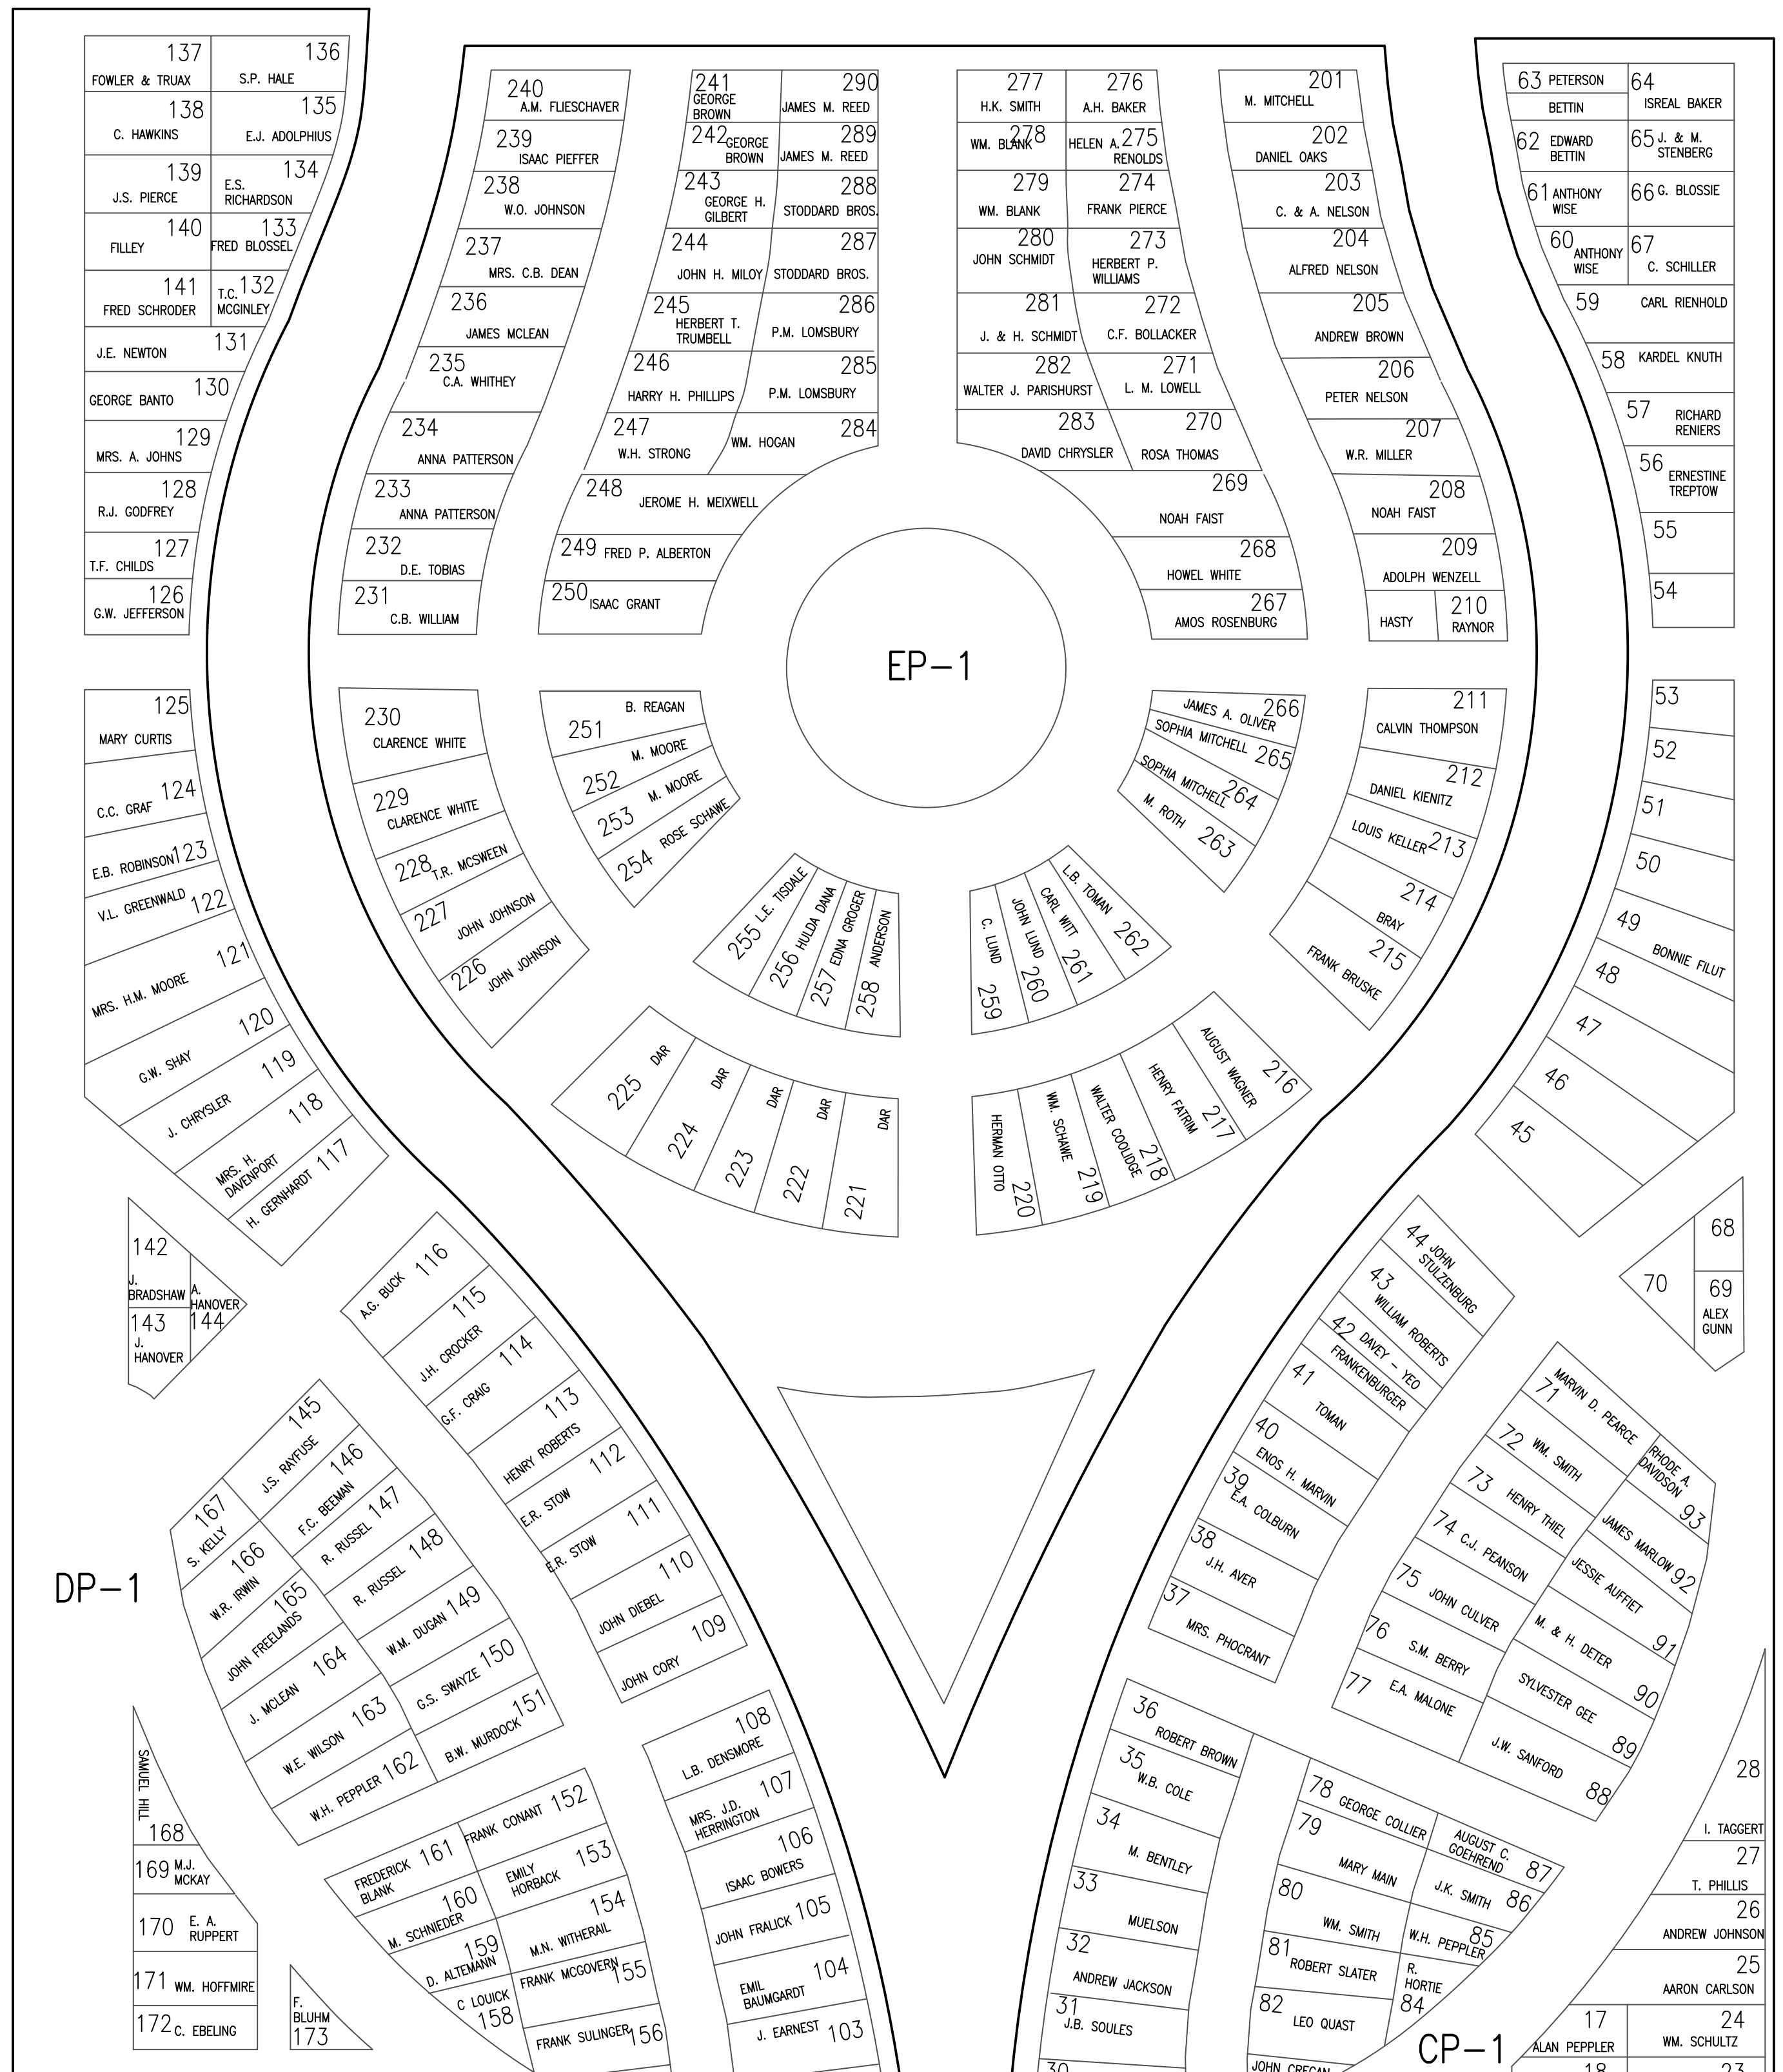 137
FOWLER & TRUAX
136
S.P. HALE
138
C. HAWKINS
135
E.J. ADOLPHIUS
139
J.S. PIERCE
134
E.S.
RICHARDSON
140
FILLEY
133
FRED BLOSSEL
141
FRED SCHRODER
T.C. 132
MCGINLEY
131
J.E. NEWTON
130
GEORGE BANTO
129
MRS. A. JOHNS
128
R.J. GODFREY
127
T.F. CHILDS
126
G.W. JEFFERSON
125
MARY CURTIS
124
C.C. GRAF
E.B. ROBINSON 123
V.L. GREENWALD 122
121
MRS. H.M. MOORE
120
G.W. SHAY
119
J. CHRYSLER
118
MRS. H.
DAVENPORT
H. GERNHARDT 117
240
A.M. FLIESCHAVER
239
ISAAC PIEFFER
238
W.O. JOHNSON
237
MRS. C.B. DEAN
236
JAMES MCLEAN
235
C.A. WHITHEY
234
ANNA PATTERSON
233
ANNA PATTERSON
232
D.E. TOBIAS
231
C.B. WILLIAM
230
CLARENCE WHITE
229
CLARENCE WHITE
228 T.R. MCSWEEN
227
JOHN JOHNSON
226
JOHN JOHNSON
241
GEORGE
BROWN
290
JAMES M. REED
242 GEORGE
BROWN
289
JAMES M. REED
243
GEORGE H.
GILBERT
288
STODDARD BROS.
244
JOHN H. MILOY
287
STODDARD BROS.
245
HERBERT T.
TRUMBELL
286
P.M. LOMSBURY
246
HARRY H. PHILLIPS
285
P.M. LOMSBURY
247
W.H. STRONG
284
WM. HOGAN
248
JEROME H. MEIXWELL
249 FRED P. ALBERTON
250 ISAAC GRANT
B. REAGAN
251
M. MOORE
252
M. MOORE
253
254 ROSE SCHAWE
255 L.E. TISDALE
256 HULDA DANA
257 EDNA GROGER
258 ANDERSON
225 DAR
224 DAR
223 DAR
222 DAR
221 DAR
EP-1
277
H.K. SMITH
276
A.H. BAKER
278
WM. BLANK
HELEN A. 275
RENOLDS
279
WM. BLANK
274
FRANK PIERCE
280
JOHN SCHMIDT
273
HERBERT P.
WILLIAMS
281
J. & H. SCHMIDT
272
C.F. BOLLACKER
282
WALTER J. PARISHURST
271
L. M. LOWELL
283
DAVID CHRYSLER
270
ROSA THOMAS
269
NOAH FAIST
268
HOWEL WHITE
267
AMOS ROSENBURG
JAMES A. OLIVER 266
SOPHIA MITCHELL 265
SOPHIA MITCHELL 264
M. ROTH 263
L.B. TOMAN 262
CARL WITT 261
JOHN LUND 260
C. LUND 259
AUGUST WAGNER 216
HENRY FATRIM 217
WALTER COOLIDGE 218
WM. SCHAWE 219
HERMAN OTTO 220
201
M. MITCHELL
202
DANIEL OAKS
203
C. & A. NELSON
204
ALFRED NELSON
205
ANDREW BROWN
206
PETER NELSON
207
W.R. MILLER
208
NOAH FAIST
209
ADOLPH WENZELL
HASTY
210
RAYNOR
211
CALVIN THOMPSON
212
DANIEL KIENITZ
LOUIS KELLER 213
214
BRAY
215
FRANK BRUSKE
63 PETERSON
BETTIN
64
ISREAL BAKER
62 EDWARD
BETTIN
65 J. & M.
STENBERG
61 ANTHONY
WISE
66 G. BLOSSIE
60 ANTHONY
WISE
67
C. SCHILLER
59 CARL RIENHOLD
58 KARDEL KNUTH
57 RICHARD
RENIERS
56 ERNESTINE
TREPTOW
55
54
53
52
51
50
49
BONNIE FILUT
48
47
46
45
68
69
ALEX
GUNN
70
142
J.
BRADSHAW
A.
HANOVER
144
143
J.
HANOVER
A.G. BUCK 116
115
J.H. CROCKER
114
G.F. CRAIG
113
HENRY ROBERTS
112
E.R. STOW
111
E.R. STOW
110
JOHN DIEBEL
109
JOHN CORY
145
J.S. RAYFUSE
146
F.C. BEEMAN
R. RUSSEL 147
R. RUSSEL 148
W.M. DUGAN 149
G.S. SWAYZE 150
B.W. MURDOCK 151
167
S. KELLY
166
W.R. IRWIN
165
JOHN FREELANDS
J. MCLEAN 164
W.E. WILSON 163
W.H. PEPPLER 162
DP-1
SAMUEL HILL
168
169 M.J.
MCKAY
170 E. A.
RUPPERT
171 WM. HOFFMIRE
172 C. EBELING
F.
BLUHM
173
FREDERICK 161
BLANK
FRANK CONANT 152
160
M. SCHNIEDER
EMILY 153
HORBACK
159
D. ALTEMANN
154
M.N. WITHERAIL
C LOUICK
158
FRANK MCGOVERN 155
FRANK SULINGER 156
108
L.B. DENSMORE
MRS. J.D. 107
HERRINGTON
106
ISAAC BOWERS
JOHN FRALICK 105
EMIL 104
BAUMGARDT
J. EARNEST 103
44 JOHN
STULZENBURG
43
WILLIAM ROBERTS
42 DAVEY - YEO
FRANKENBURGER
41
TOMAN
40
ENOS H. MARVIN
39
E.A. COLBURN
38
J.H. AVER
37
MRS. PHOCRANT
36
ROBERT BROWN
35
W.B. COLE
34
M. BENTLEY
33
MUELSON
32
ANDREW JACKSON
31
J.B. SOULES
30
MARVIN D. PEARCE
71
72 WM. SMITH
73 HENRY THIEL
74 C.J. PEANSON
75 JOHN CULVER
76 S.M. BERRY
77 E.A. MALONE
RHODE A.
DAVIDSON
93
JAMES MARLOW 92
JESSIE AUFFIET
91
M. & H. DETER
90
SYLVESTER GEE
89
J.W. SANFORD
88
78 GEORGE COLLIER
AUGUST C.
GOEHREND 87
79
MARY MAIN
J.K. SMITH 86
80
WM. SMITH
85
W.H. PEPPLER
81
ROBERT SLATER
R.
HORTIE
84
82
LEO QUAST
JOHN CREGAN
CP-1
28
I. TAGGERT
27
T. PHILLIS
26
ANDREW JOHNSON
25
AARON CARLSON
17
ALAN PEPPLER
24
WM. SCHULTZ
18
23